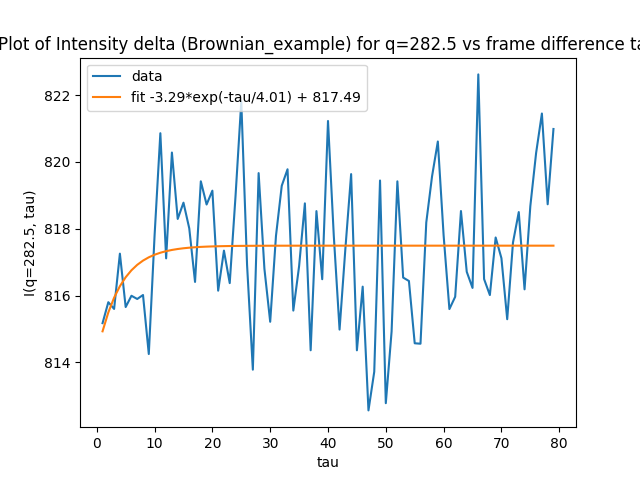 Plot of Intensity delta (Brownian_example) for q=282.5 vs frame difference ta
data
fit -3.29*exp(-tau/4.01) + 817.49
822
820
818
816
814
I(q=282.5, tau)
0 10 20 30 40 50 60 70 80
tau